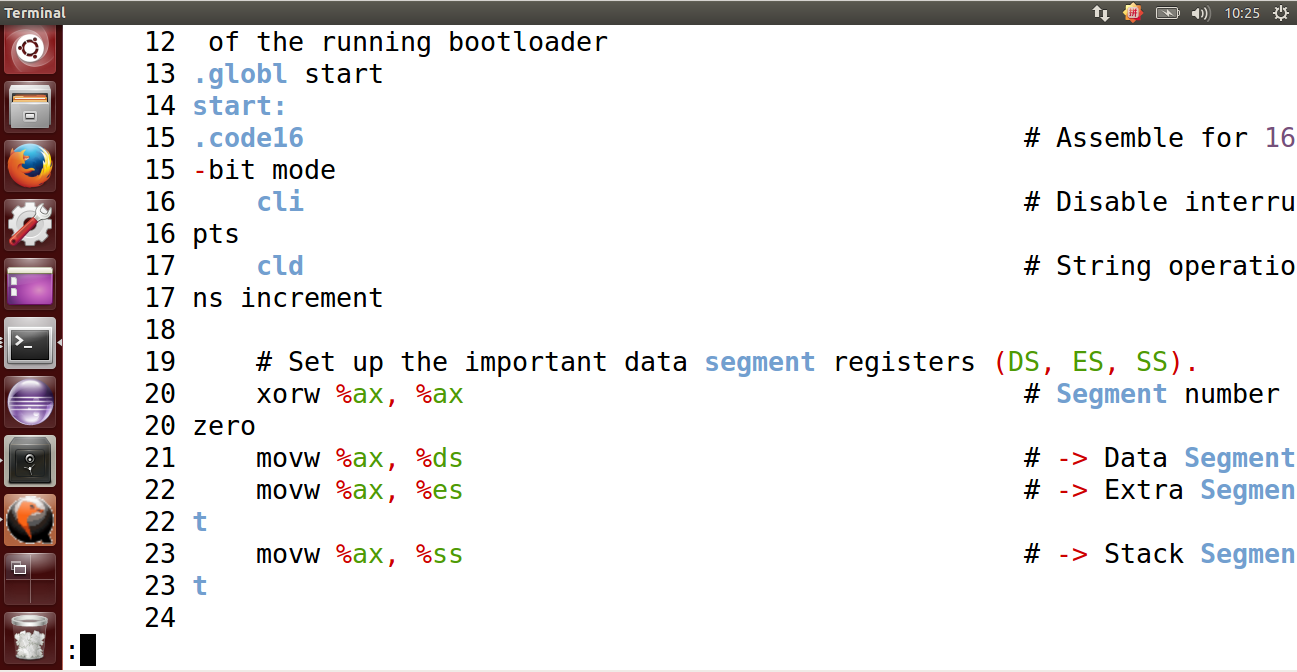 Terminal
10:25
12  of the running bootloader
13 .globl start
14 start:
15 .code16                                             # Assemble for 16
15 -bit mode
16     cli                                             # Disable interru
16 pts
17     cld                                             # String operatio
17 ns increment
18
19     # Set up the important data segment registers (DS, ES, SS).
20     xorw %ax, %ax                                   # Segment number
20 zero
21     movw %ax, %ds                                   # -> Data Segment
22     movw %ax, %es                                   # -> Extra Segmen
22 t
23     movw %ax, %ss                                   # -> Stack Segmen
23 t
24
: